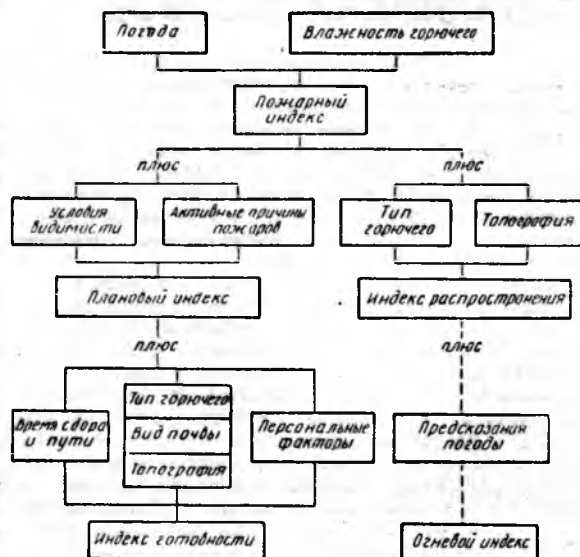 Погода
Влажность горючего
Пожарный
индекс
плюс
плюс
Условия
видимости
Активные причины
пожаров
Тип
горючего
Топография
Плановый индекс
Индекс распространения
плюс
плюс
Время сбора
и пути
Тип горючего
Вид почвы
Топография
Персональные
факторы
Предсказания
погоды
Индекс готовности
Огневой индекс